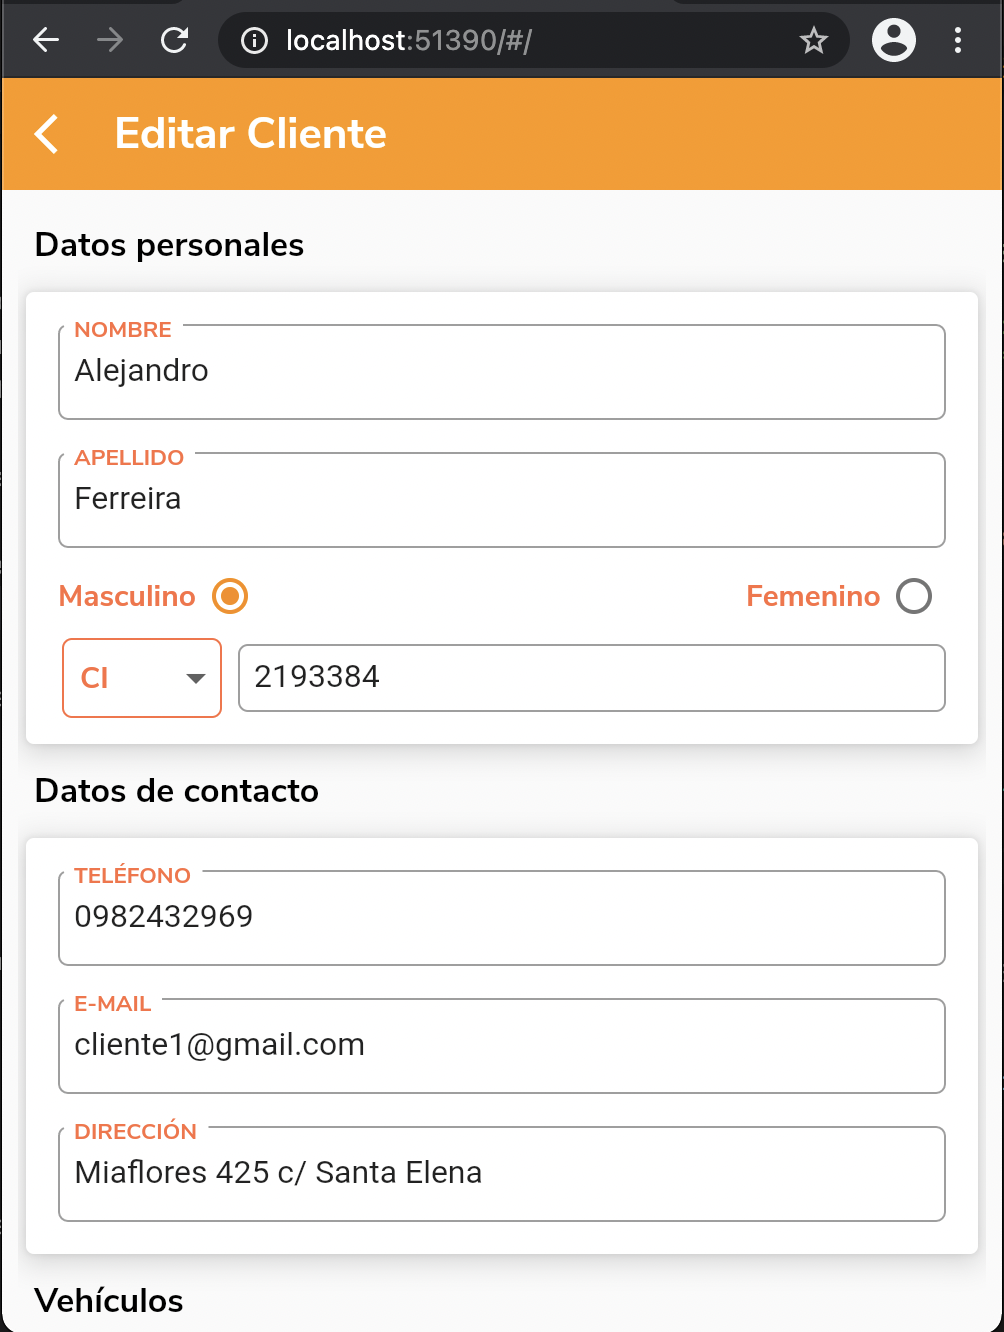 localhost:51390/#/
Editar Cliente
Datos personales
NOMBRE
Alejandro
APELLIDO
Ferreira
Masculino Femenino
CI 2193384
Datos de contacto
TELÉFONO
0982432969
E-MAIL
cliente1@gmail.com
DIRECCIÓN
Miaflores 425 c/ Santa Elena
Vehículos